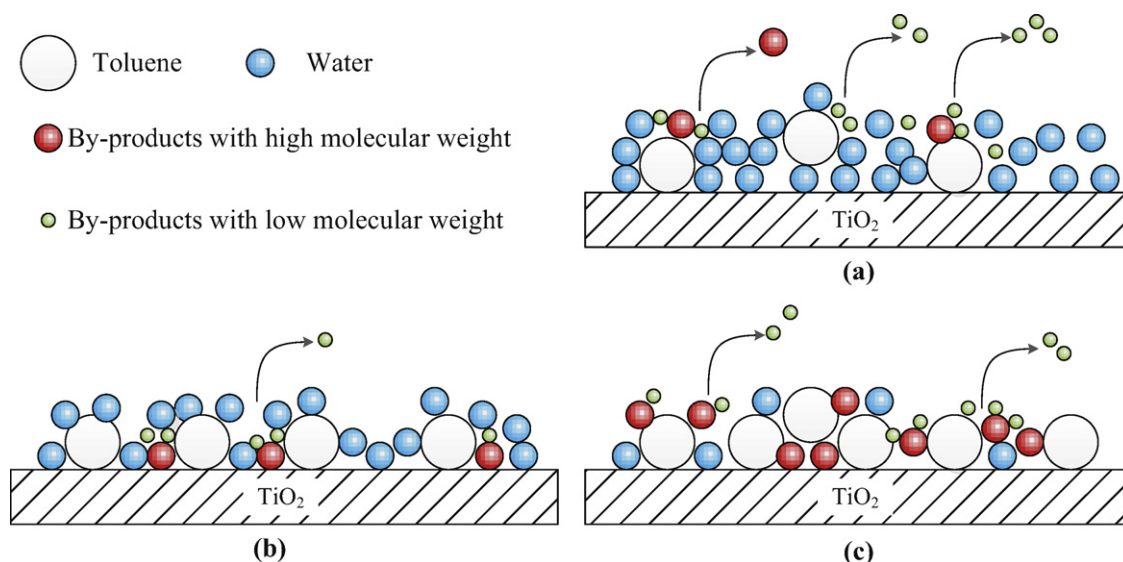 Toluene
Water
By-products with high molecular weight
By-products with low molecular weight
TiO₂
(a)
TiO₂
(b)
TiO₂
(c)